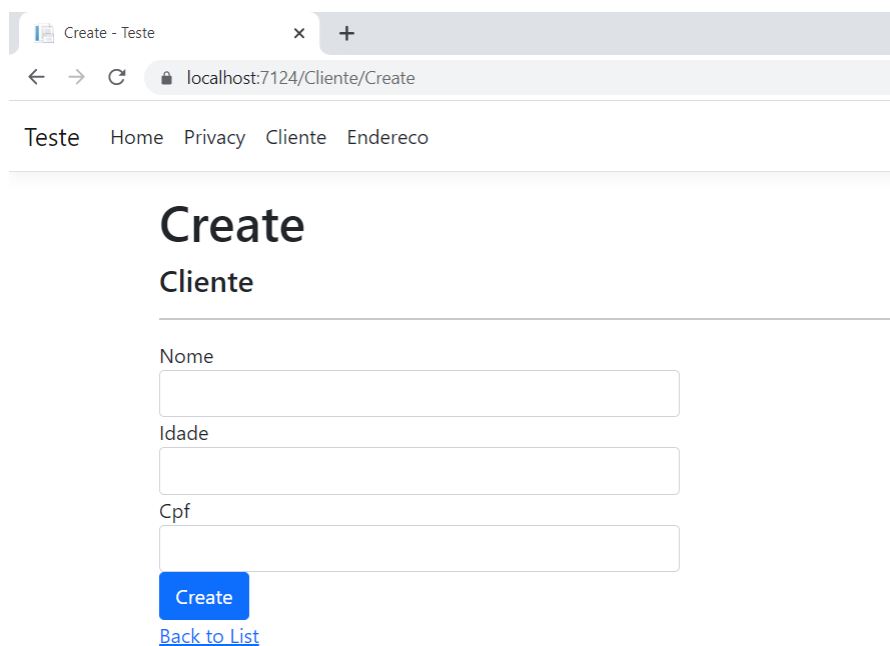 Create - Teste
localhost:7124/Cliente/Create
Teste Home Privacy Cliente Endereco
Create
Cliente
Nome
Idade
Cpf
Create
Back to List